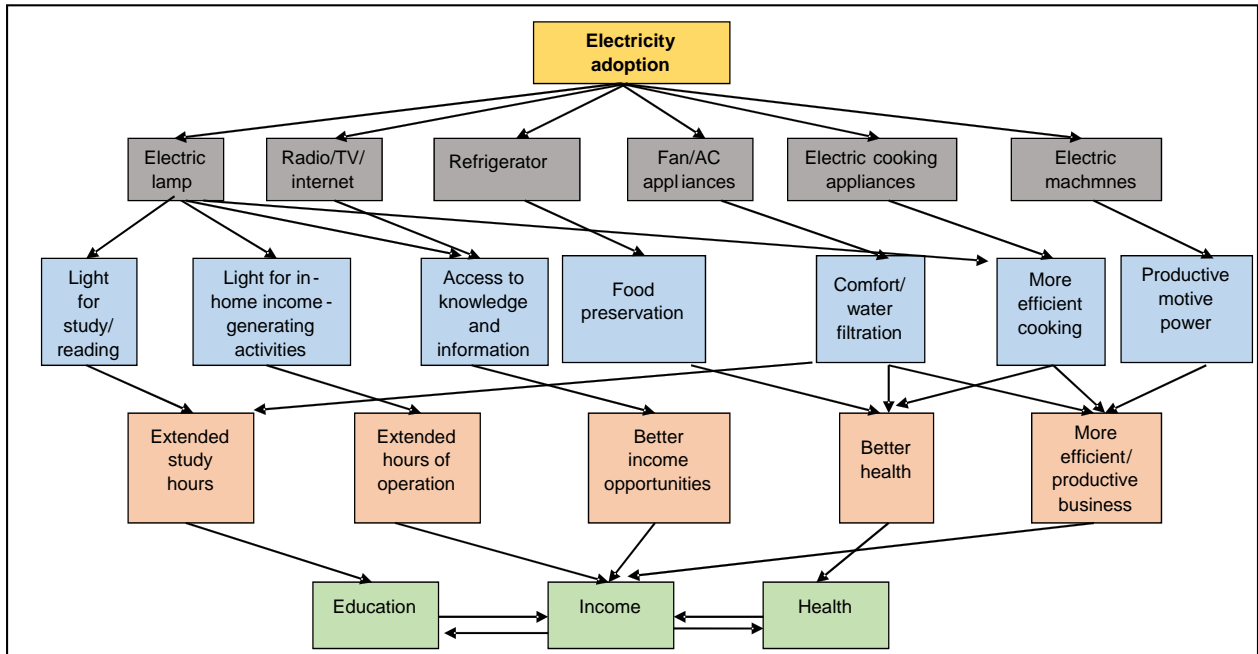 Electricity
adoption
Electric
lamp
Radio/TV/
internet
Refrigerator
Fan/AC
appliances
Electric cooking
appliances
Electric
machmnes
Light
for
study/
reading
Light for in-
home income-
generating
activities
Access to
knowledge
and
information
Food
preservation
Comfort/
water
filtration
More
efficient
cooking
Productive
motive
power
Extended
study
hours
Extended
hours of
operation
Better
income
opportunities
Better
health
More
efficient/
productive
business
Education
Income
Health